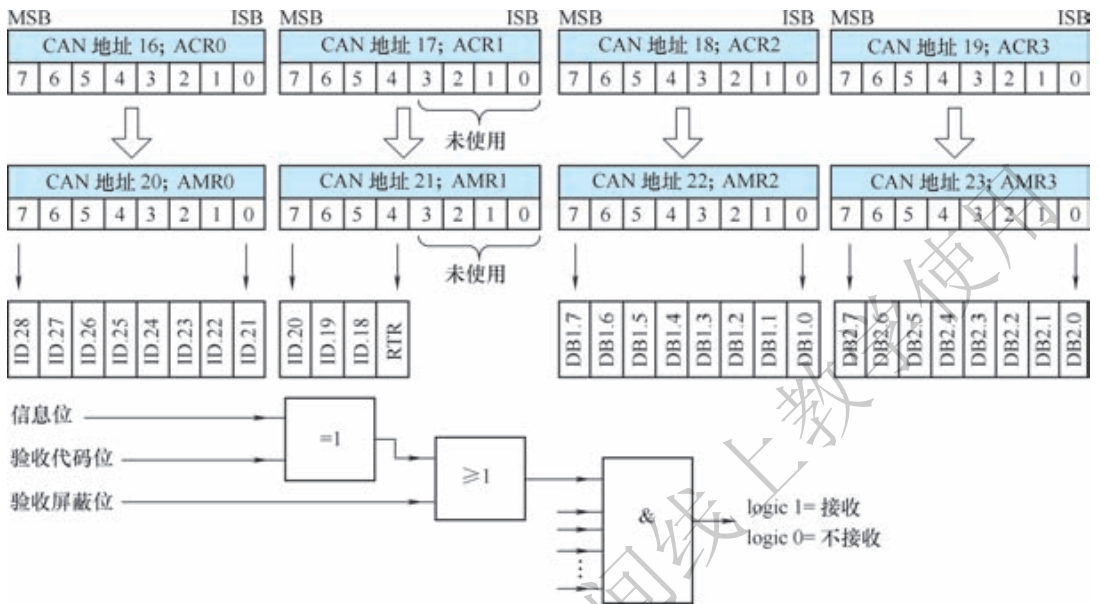 MSB ISB MSB ISB MSB ISB
CAN 地址 16; ACR0 CAN 地址 17; ACR1 CAN 地址 18; ACR2 CAN 地址 19; ACR3
7 6 5 4 3 2 1 0 7 6 5 4 3 2 1 0 7 6 5 4 3 2 1 0 7 6 5 4 3 2 1 0
未使用
CAN 地址 20; AMR0 CAN 地址 21; AMR1 CAN 地址 22; AMR2 CAN 地址 23; AMR3
7 6 5 4 3 2 1 0 7 6 5 4 3 2 1 0 7 6 5 4 3 2 1 0 7 6 5 4 3 2 1 0
未使用
ID.28 ID.27 ID.26 ID.25 ID.24 ID.23 ID.22 ID.21 ID.20 ID.19 ID.18 RTR DB1.7 DB1.6 DB1.5 DB1.4 DB1.3 DB1.2 DB1.1 DB1.0 DB2.7 DB2.6 DB2.5 DB2.4 DB2.3 DB2.2 DB2.1 DB2.0
信息位
=1
验收代码位
≥1
验收屏蔽位
&
logic 1= 接收
logic 0= 不接收
间线上教学使用